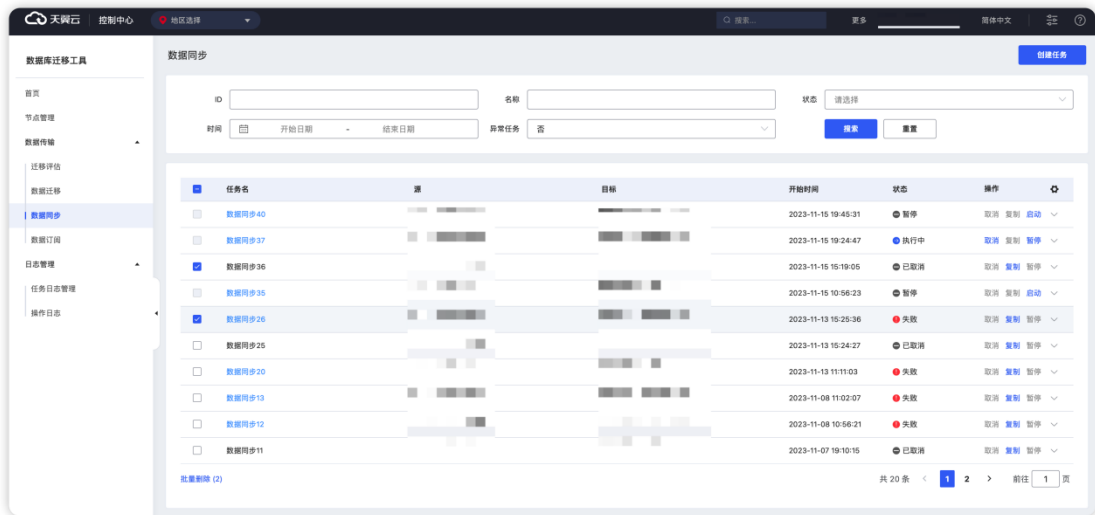 天翼云 控制中心 地区选择 搜索... 更多 简体中文
数据库迁移工具
首页
节点管理
数据传输
迁移评估
数据迁移
数据同步
数据订阅
日志管理
任务日志管理
操作日志
数据同步 创建任务
ID 名称 状态 请选择
时间 开始日期 - 结束日期 异常任务 否 搜索 重置
任务名 源 目标 开始时间 状态 操作
数据同步40 2023-11-15 19:45:31 暂停 取消 复制 启动
数据同步37 2023-11-15 19:24:47 执行中 取消 复制 暂停
数据同步36 2023-11-15 15:19:05 已取消 取消 复制 暂停
数据同步35 2023-11-15 10:56:23 暂停 取消 复制 启动
数据同步26 2023-11-13 15:25:36 失败 取消 复制 暂停
数据同步25 2023-11-13 15:24:27 已取消 取消 复制 暂停
数据同步20 2023-11-13 11:11:03 失败 取消 复制 暂停
数据同步13 2023-11-08 11:02:07 失败 取消 复制 暂停
数据同步12 2023-11-08 10:56:21 失败 取消 复制 暂停
数据同步11 2023-11-07 19:10:15 已取消 取消 复制 暂停
批量删除 (2) 共 20 条 < 1 2 > 前往 1 页